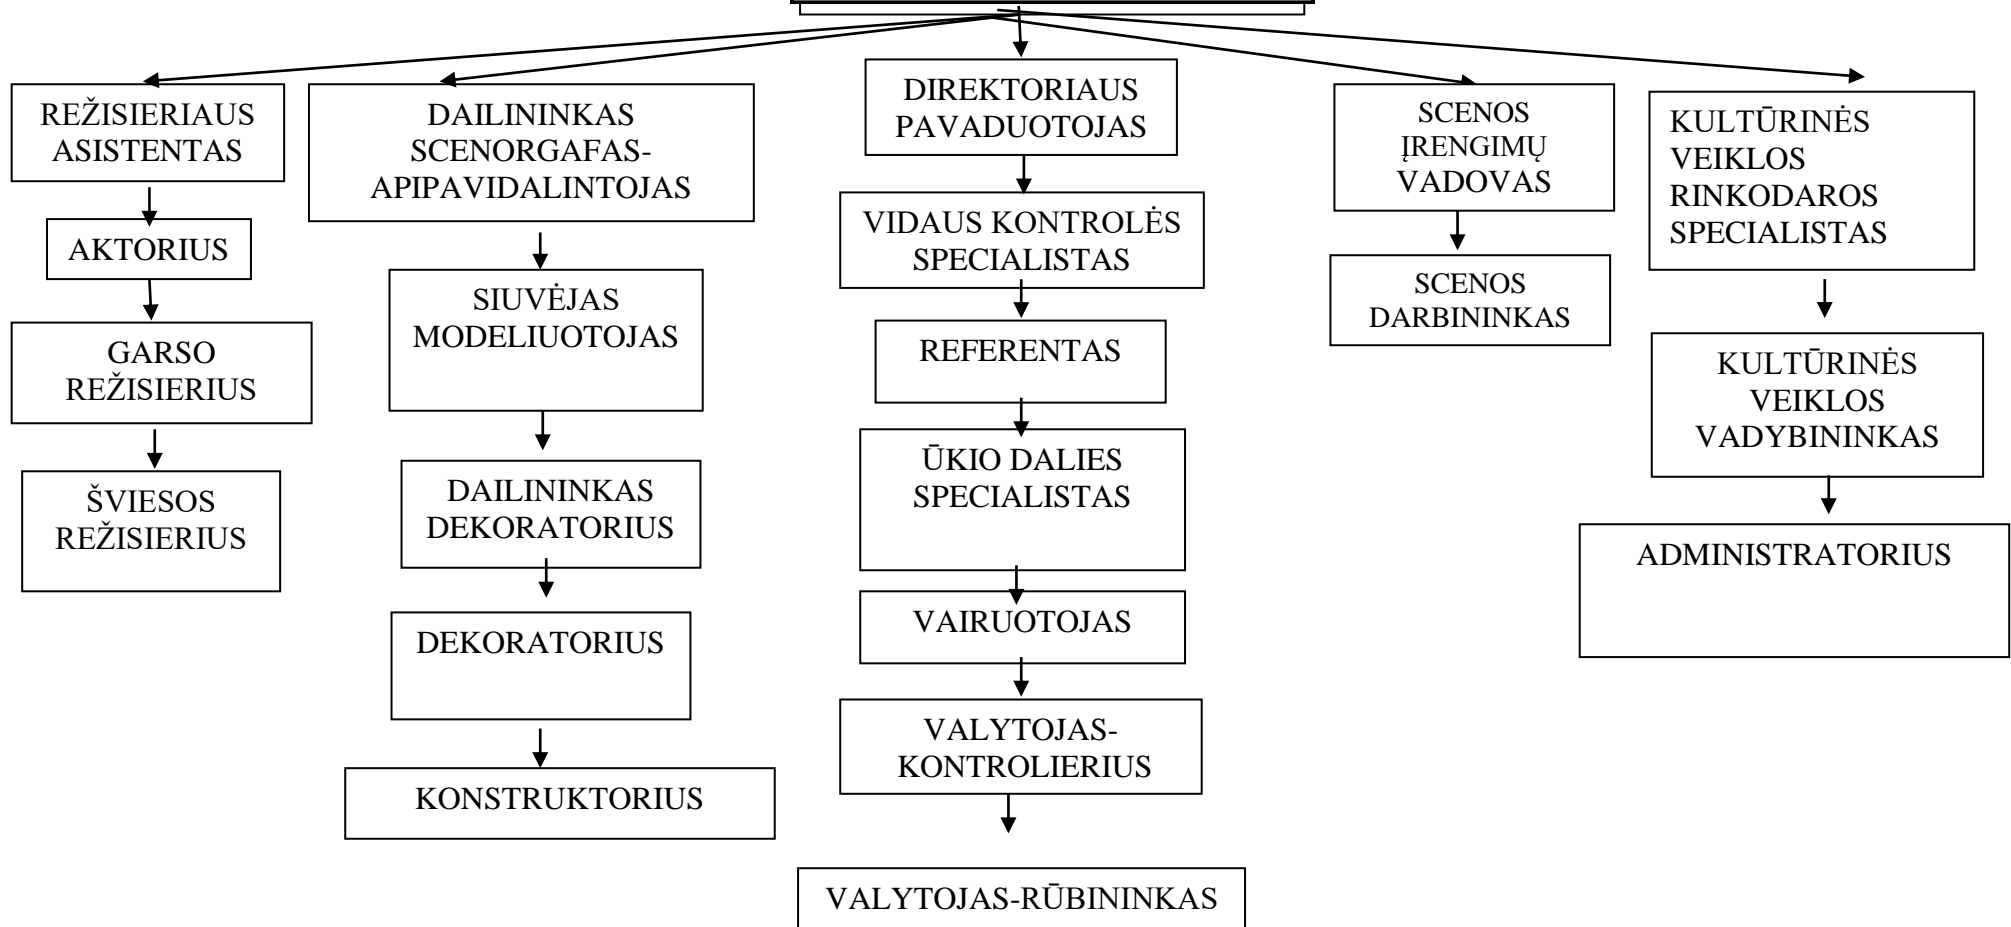 REŽISIERIAUS
ASISTENTAS
AKTORIUS
GARSO
REŽISIERIUS
ŠVIESOS
REŽISIERIUS
DAILININKAS
SCENORGAFAS-
APIPAVIDALINTOJAS
SIUVĖJAS
MODELIUOTOJAS
DAILININKAS
DEKORATORIUS
DEKORATORIUS
KONSTRUKTORIUS
DIREKTORIAUS
PAVADUOTOJAS
VIDAUS KONTROLĖS
SPECIALISTAS
REFERENTAS
ŪKIO DALIES
SPECIALISTAS
VAIRUOTOJAS
VALYTOJAS-
KONTROLIERIUS
VALYTOJAS-RŪBININKAS
SCENOS
ĮRENGIMŲ
VADOVAS
SCENOS
DARBININKAS
KULTŪRINĖS
VEIKLOS
RINKODAROS
SPECIALISTAS
KULTŪRINĖS
VEIKLOS
VADYBININKAS
ADMINISTRATORIUS